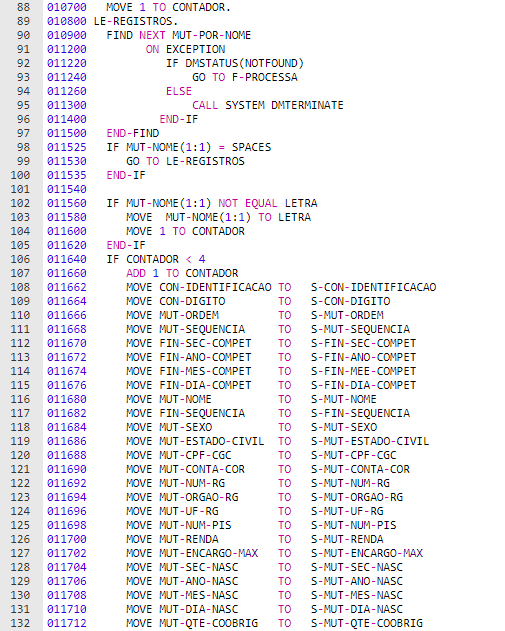 88 010700 MOVE 1 TO CONTADOR.
89 010800 LE-REGISTROS.
90 010900 FIND NEXT MUT-POR-NOME
91 011200 ON EXCEPTION
92 011220 IF DMSTATUS(NOTFOUND)
93 011240 GO TO F-PROCESSA
94 011260 ELSE
95 011300 CALL SYSTEM DMTERMINATE
96 011400 END-IF
97 011500 END-FIND
98 011525 IF MUT-NOME(1:1) = SPACES
99 011530 GO TO LE-REGISTROS
100 011535 END-IF
101 011540
102 011560 IF MUT-NOME(1:1) NOT EQUAL LETRA
103 011580 MOVE MUT-NOME(1:1) TO LETRA
104 011600 MOVE 1 TO CONTADOR
105 011620 END-IF
106 011640 IF CONTADOR < 4
107 011660 ADD 1 TO CONTADOR
108 011662 MOVE CON-IDENTIFICACAO TO S-CON-IDENTIFICACAO
109 011664 MOVE CON-DIGITO TO S-CON-DIGITO
110 011666 MOVE MUT-ORDEM TO S-MUT-ORDEM
111 011668 MOVE MUT-SEQUENCIA TO S-MUT-SEQUENCIA
112 011670 MOVE FIN-SEC-COMPET TO S-FIN-SEC-COMPET
113 011672 MOVE FIN-ANO-COMPET TO S-FIN-ANO-COMPET
114 011674 MOVE FIN-MES-COMPET TO S-FIN-MEE-COMPET
115 011676 MOVE FIN-DIA-COMPET TO S-FIN-DIA-COMPET
116 011680 MOVE MUT-NOME TO S-MUT-NOME
117 011682 MOVE FIN-SEQUENCIA TO S-FIN-SEQUENCIA
118 011684 MOVE MUT-SEXO TO S-MUT-SEXO
119 011686 MOVE MUT-ESTADO-CIVIL TO S-MUT-ESTADO-CIVIL
120 011688 MOVE MUT-CPF-CGC TO S-MUT-CPF-CGC
121 011690 MOVE MUT-CONTA-COR TO S-MUT-CONTA-COR
122 011692 MOVE MUT-NUM-RG TO S-MUT-NUM-RG
123 011694 MOVE MUT-ORGAO-RG TO S-MUT-ORGAO-RG
124 011696 MOVE MUT-UF-RG TO S-MUT-UF-RG
125 011698 MOVE MUT-NUM-PIS TO S-MUT-NUM-PIS
126 011700 MOVE MUT-RENDA TO S-MUT-RENDA
127 011702 MOVE MUT-ENCARGO-MAX TO S-MUT-ENCARGO-MAX
128 011704 MOVE MUT-SEC-NASC TO S-MUT-SEC-NASC
129 011706 MOVE MUT-ANO-NASC TO S-MUT-ANO-NASC
130 011708 MOVE MUT-MES-NASC TO S-MUT-MES-NASC
131 011710 MOVE MUT-DIA-NASC TO S-MUT-DIA-NASC
132 011712 MOVE MUT-QTE-COOBRIG TO S-MUT-QTE-COOBRIG